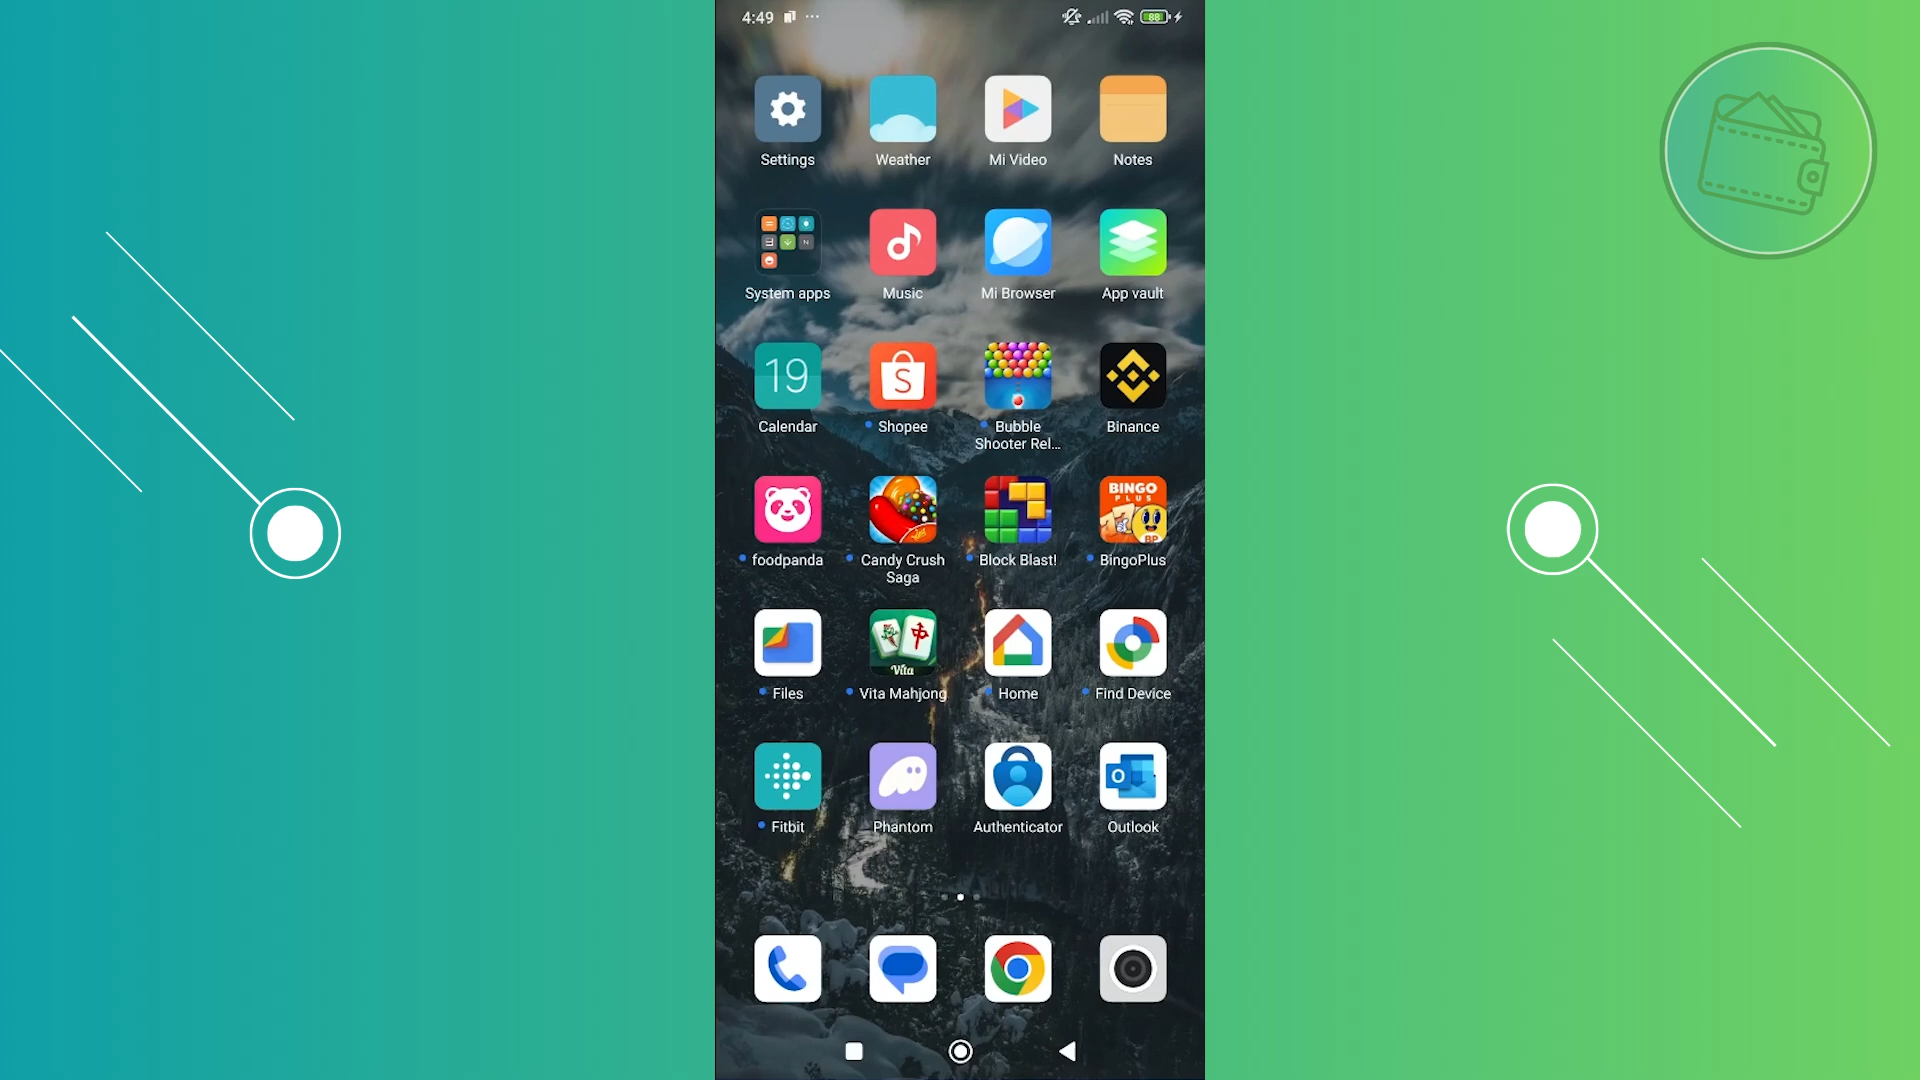 4:49
88
Settings
Weather
Mi Video
Notes
System apps
Music
Mi Browser
App vault
19
Calendar
S
Shopee
Bubble
Shooter Rel...
Binance
BINGO
PLUS
BP
foodpanda
Candy Crush
Saga
Block Blast!
BingoPlus
Vita
Files
Vita Mahjong
Home
Find Device
O
Fitbit
Phantom
Authenticator
Outlook